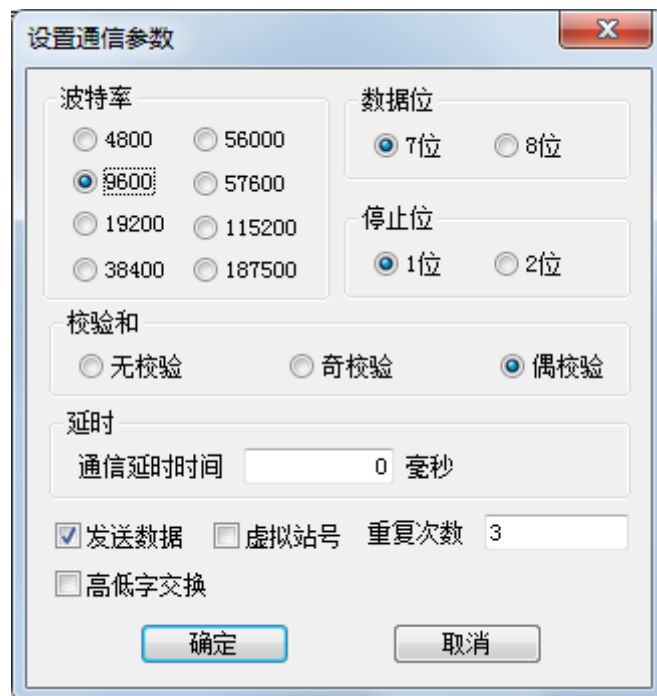 设置通信参数
波特率
4800 56000
9600 57600
19200 115200
38400 187500
数据位
7位 8位
停止位
1位 2位
校验和
无校验 奇校验 偶校验
延时
通信延时时间 0 毫秒
发送数据 虚拟站号 重复次数 3
高低字交换
确定 取消